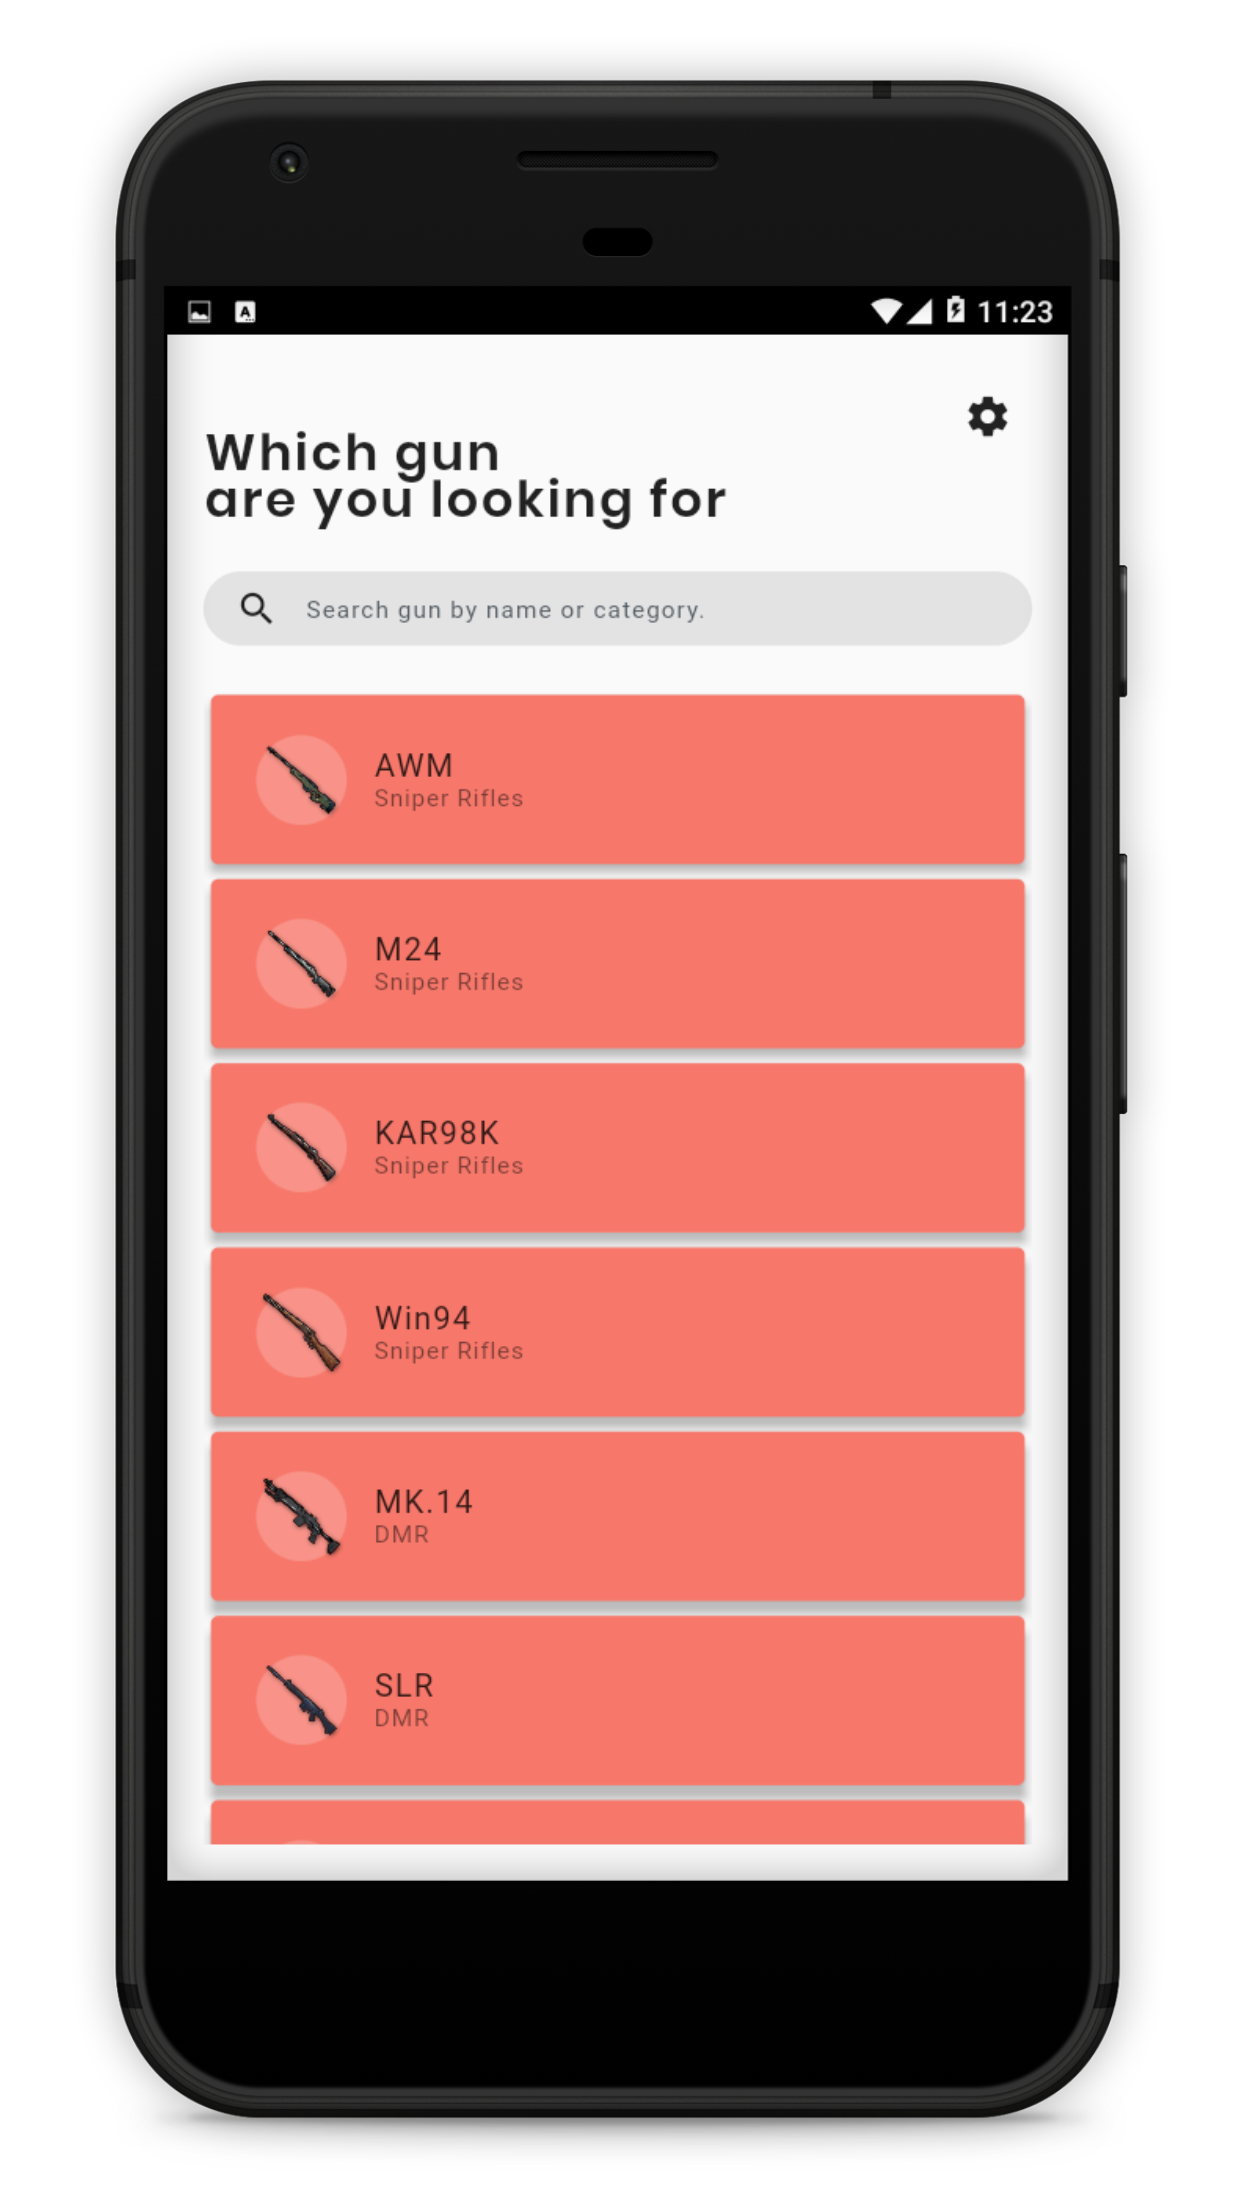 11:23
Which gun
are you looking for
Search gun by name or category.
AWM
Sniper Rifles
M24
Sniper Rifles
KAR98K
Sniper Rifles
Win94
Sniper Rifles
MK.14
DMR
SLR
DMR